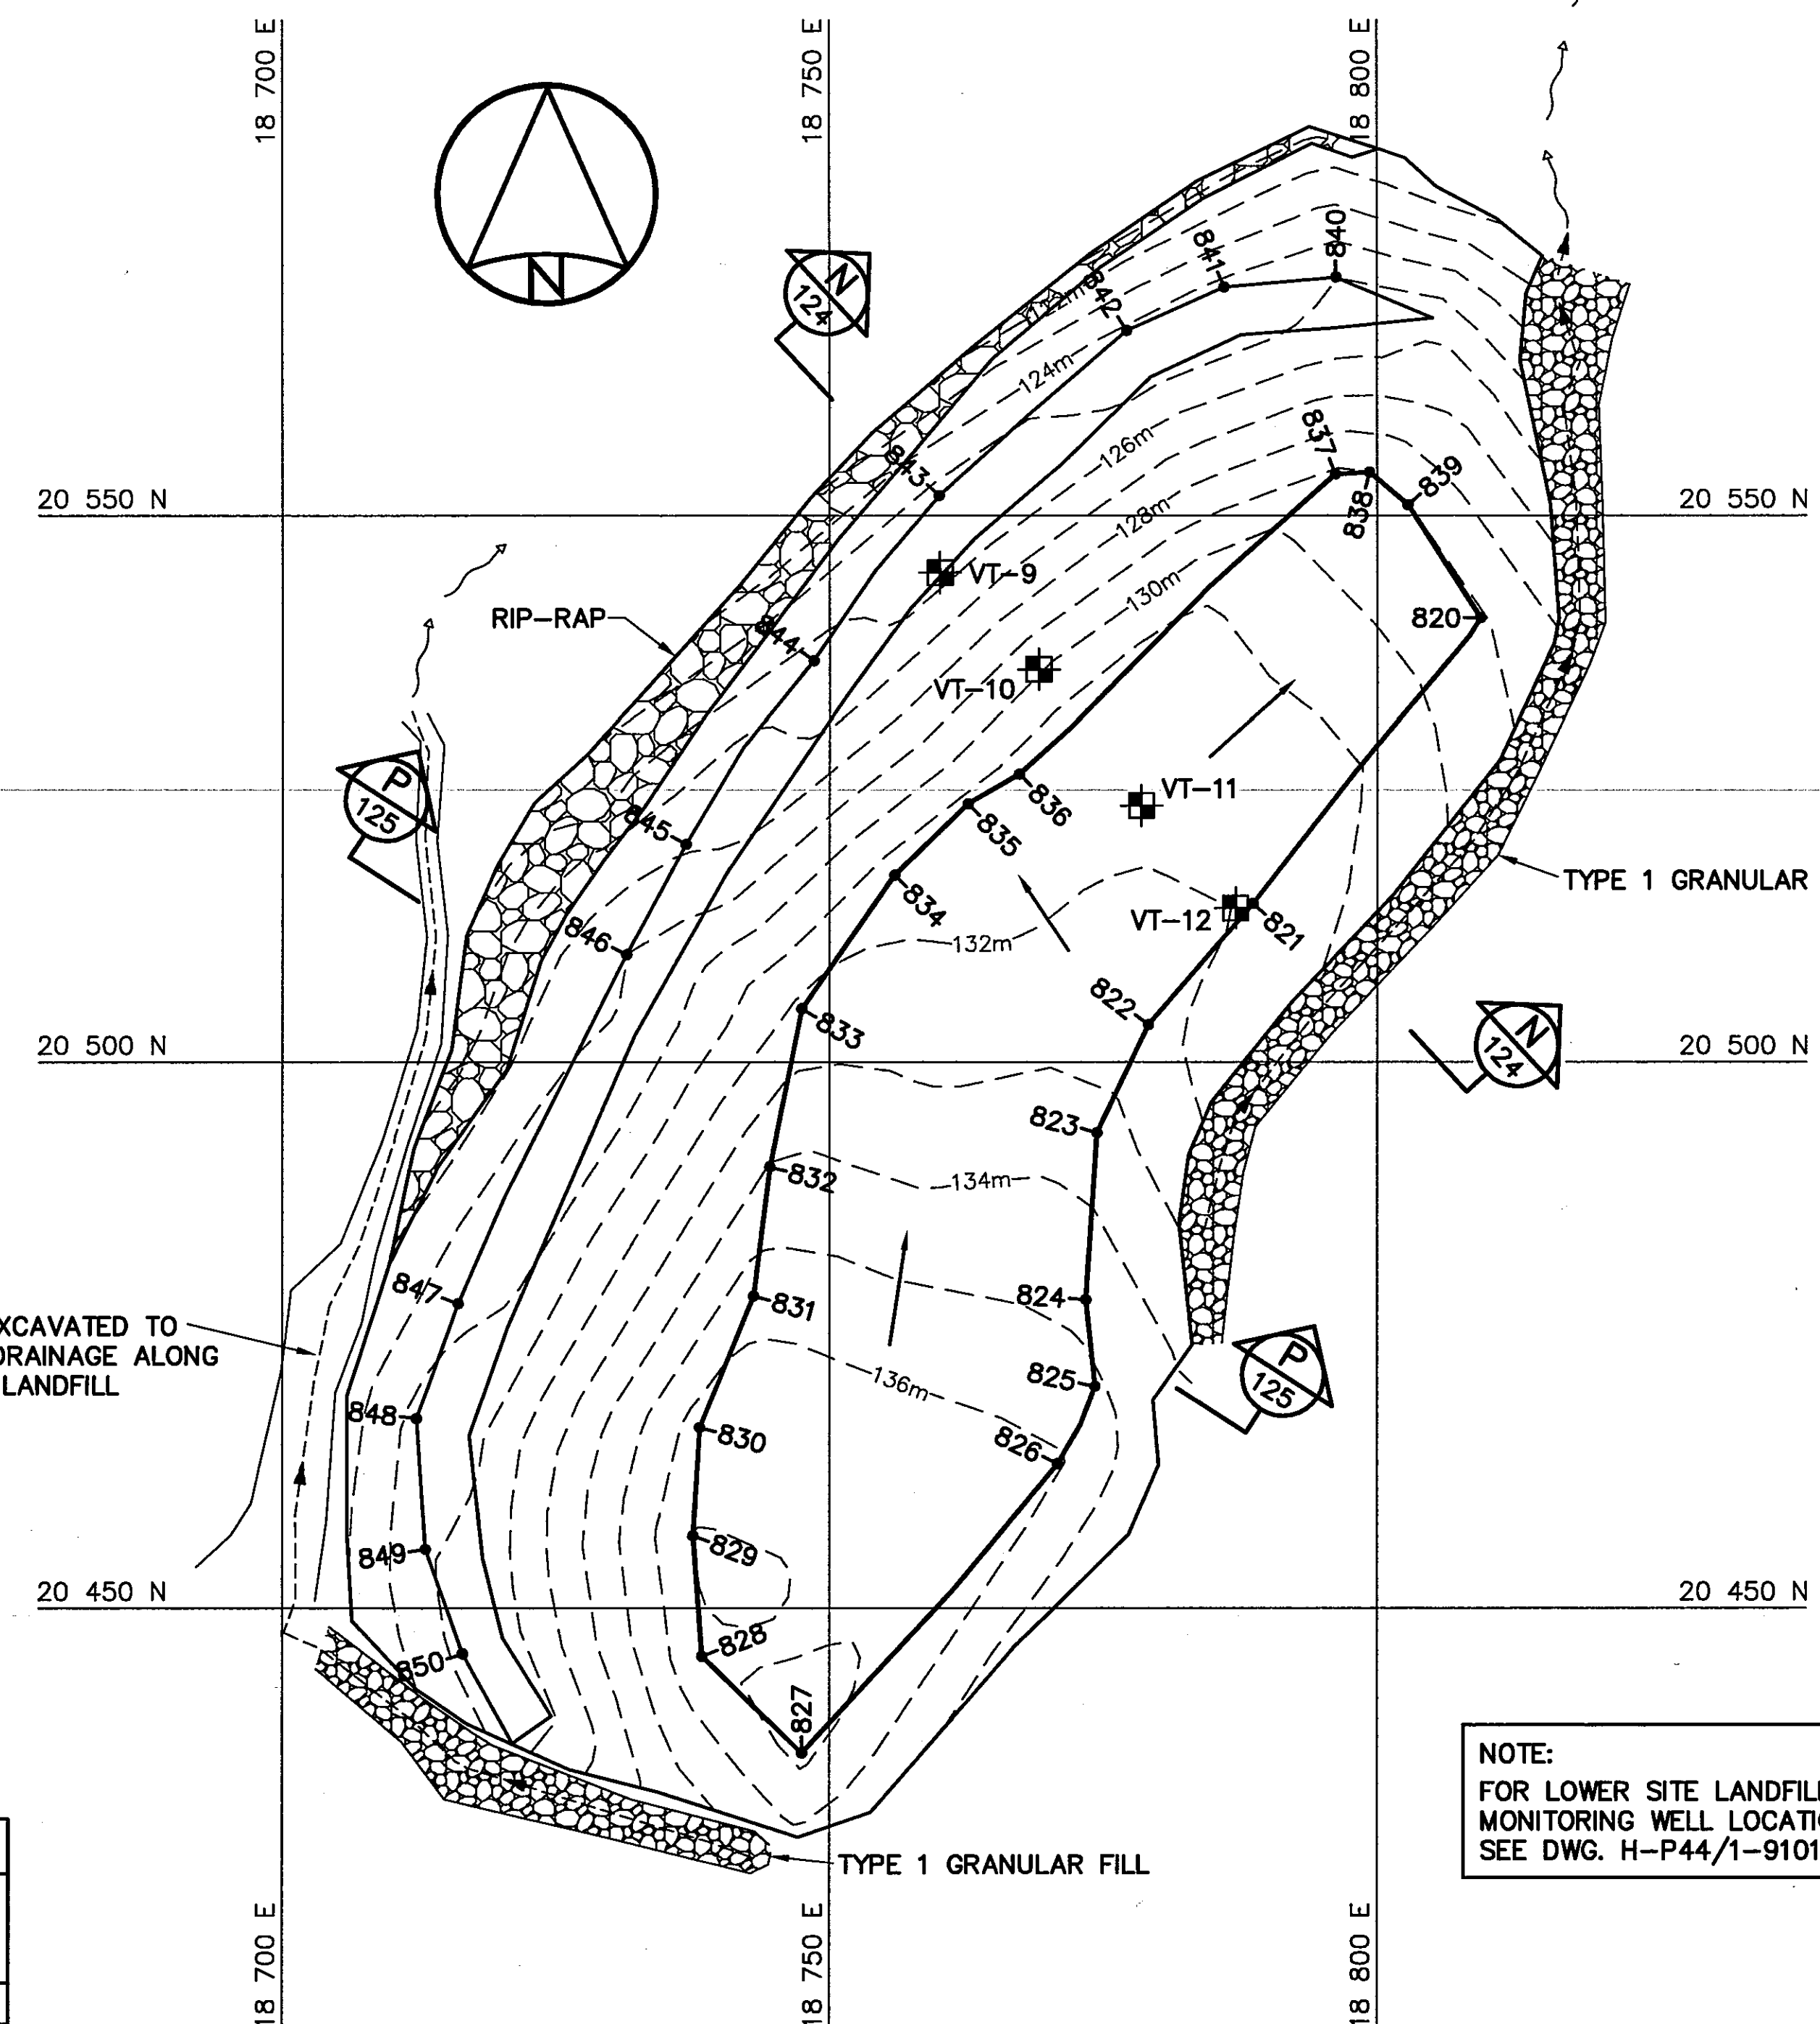 18 700 E
18 750 E
18 800 E
N
N
124
840
841
842
112m
124m
843
126m
837
838
839
20 550 N
20 550 N
128m
VT-9
130m
RIP-RAP
844
820
VT-10
P
125
VT-11
845
836
835
TYPE 1 GRANULAR
834
VT-12
821
846
132m
822
833
N
124
20 500 N
20 500 N
823
832
134m
847
831
824
XCAVATED TO
DRAINAGE ALONG
LANDFILL
P
125
136m
825
848
830
826
849
829
20 450 N
20 450 N
828
850
827
NOTE:
FOR LOWER SITE LANDFILL
MONITORING WELL LOCATIO
SEE DWG. H-P44/1-9101
TYPE 1 GRANULAR FILL
18 700 E
18 750 E
18 800 E